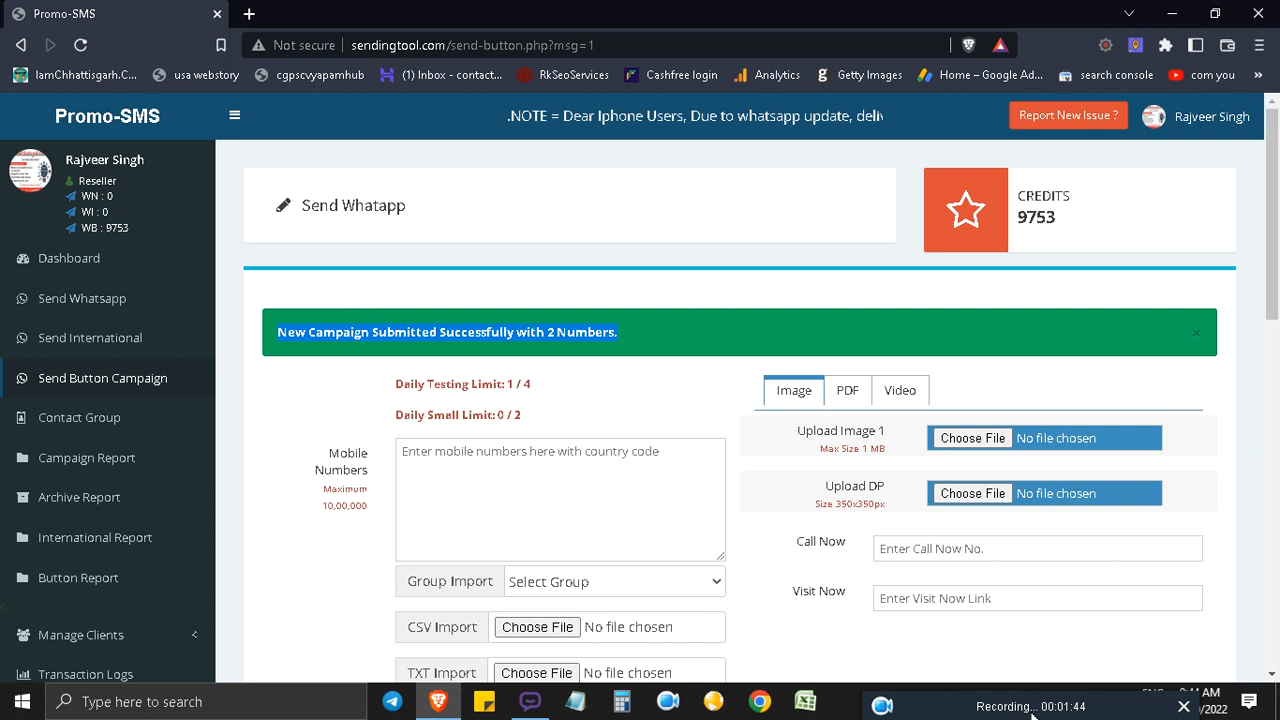 Promo-SMS
Not secure sendingtool.com/send-button.php?msg=1
IamChhattisgarh.C...
usa webstory
cgpscvyapamhub
(1) Inbox - contact...
RkSeoServices
Cashfree login
Analytics
Getty Images
Home – Google Ad...
search console
com you
Promo-SMS
.NOTE = Dear Iphone Users, Due to whatsapp update, deliv
Report New Issue ?
Rajveer Singh
Rajveer Singh
Reseller
WN : 0
WI : 0
WB : 9753
Dashboard
Send Whatsapp
Send International
Send Button Campaign
Contact Group
Campaign Report
Archive Report
International Report
Button Report
Manage Clients
Transaction Logs
Send Whatapp
CREDITS
9753
New Campaign Submitted Successfully with 2 Numbers.
×
Daily Testing Limit: 1 / 4
Daily Small Limit: 0 / 2
Mobile
Numbers
Maximum
10,00,000
Enter mobile numbers here with country code
Group Import Select Group
CSV Import Choose File No file chosen
TXT Import Choose File No file chosen
Image PDF Video
Upload Image 1
Max Size 1 MB
Choose File No file chosen
Upload DP
Size 350x350px
Choose File No file chosen
Call Now Enter Call Now No.
Visit Now Enter Visit Now Link
Type here to search
Recording... 00:01:44